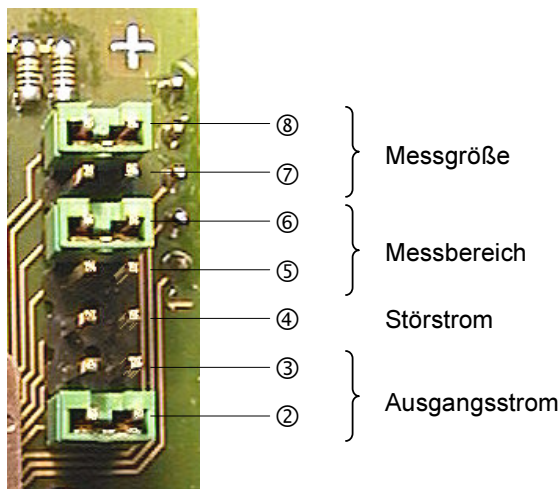 ⑧
Messgröße
⑦
⑥
Messbereich
⑤
④ Störstrom
③
Ausgangsstrom
②